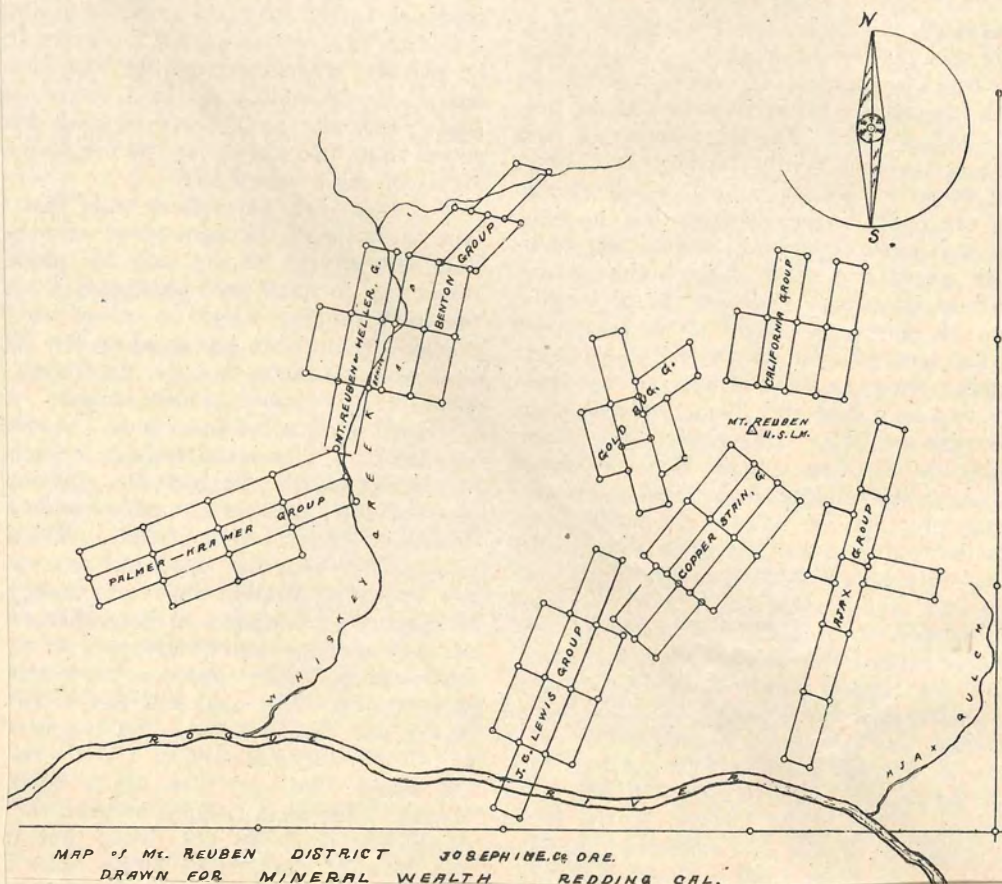 N
S
MT. REUBEN & HELLER, G.
BENTON GROUP
CALIFORNIA GROUP
GOLD BUG, G.
MT. REUBEN
U.S.L.M.
COPPER STAIN, G.
AJAX GROUP
PALMER-KRAMER GROUP
WHISKEY CREEK
J.C. LEWIS GROUP
AJAX GULCH
ROGUE RIVER
MAP of MT. REUBEN DISTRICT JOSEPHINE, Co ORE.
DRAWN FOR MINERAL WEALTH REDDING CAL.